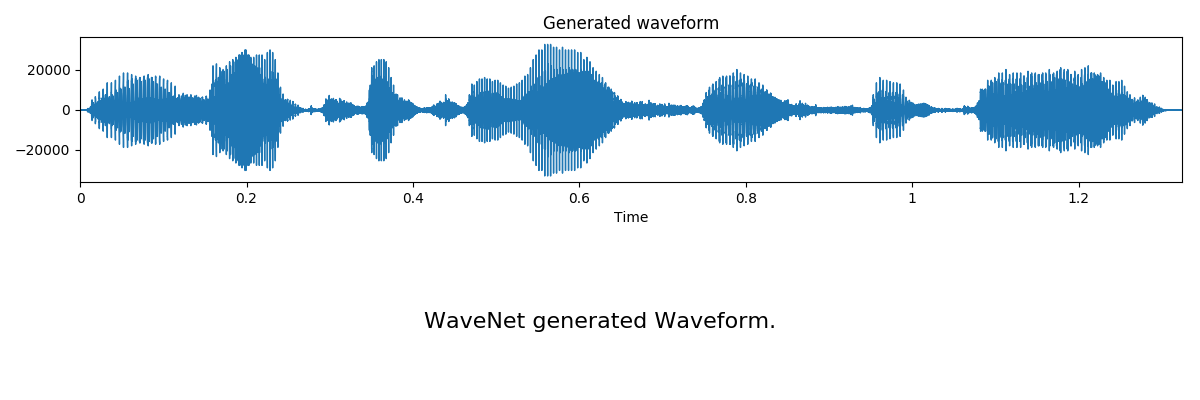 Generated waveform
20000
0
−20000
0 0.2 0.4 0.6 0.8 1 1.2
Time
WaveNet generated Waveform.